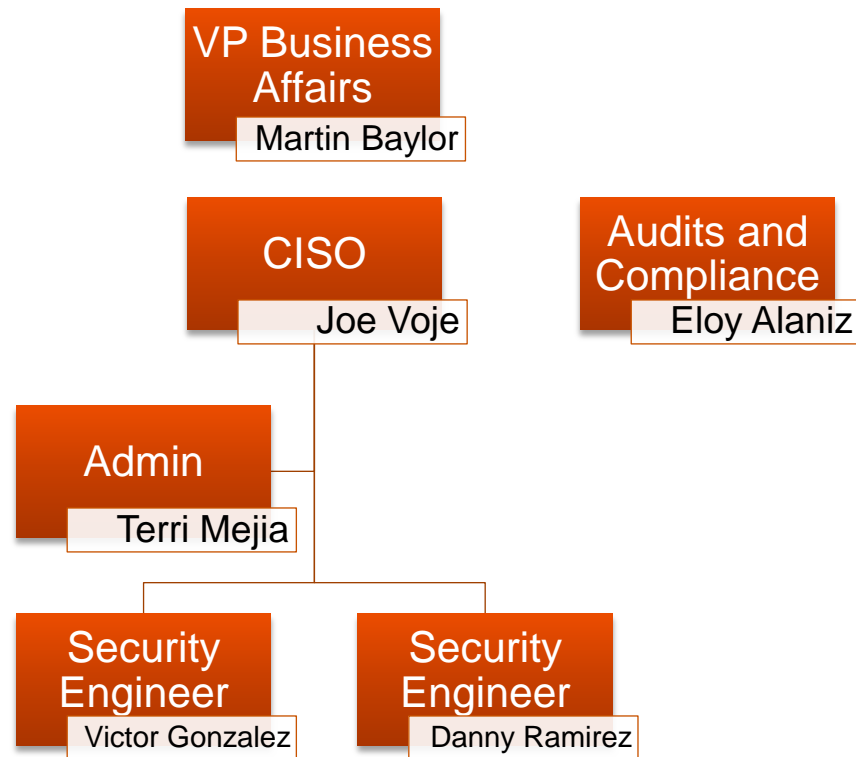 VP Business
Affairs
Martin Baylor
CISO
Joe Voje
Audits and
Compliance
Eloy Alaniz
Admin
Terri Mejia
Security
Engineer
Victor Gonzalez
Security
Engineer
Danny Ramirez